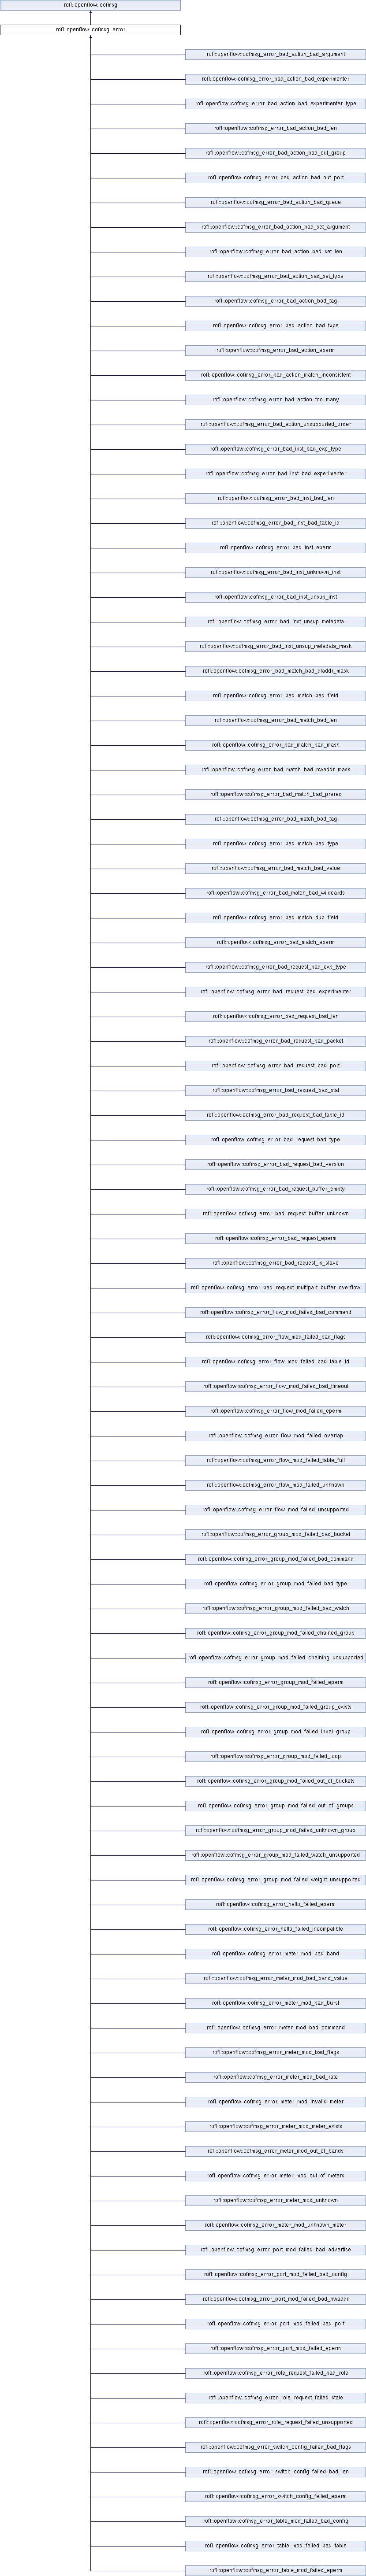 rofl::openflow::cofmsg
rofl::openflow::cofmsg_error
rofl::openflow::cofmsg_error_bad_action_bad_argument
rofl::openflow::cofmsg_error_bad_action_bad_experimenter
rofl::openflow::cofmsg_error_bad_action_bad_experimenter_type
rofl::openflow::cofmsg_error_bad_action_bad_len
rofl::openflow::cofmsg_error_bad_action_bad_out_group
rofl::openflow::cofmsg_error_bad_action_bad_out_port
rofl::openflow::cofmsg_error_bad_action_bad_queue
rofl::openflow::cofmsg_error_bad_action_bad_set_argument
rofl::openflow::cofmsg_error_bad_action_bad_set_len
rofl::openflow::cofmsg_error_bad_action_bad_set_type
rofl::openflow::cofmsg_error_bad_action_bad_tag
rofl::openflow::cofmsg_error_bad_action_bad_type
rofl::openflow::cofmsg_error_bad_action_eperm
rofl::openflow::cofmsg_error_bad_action_match_inconsistent
rofl::openflow::cofmsg_error_bad_action_too_many
rofl::openflow::cofmsg_error_bad_action_unsupported_order
rofl::openflow::cofmsg_error_bad_inst_bad_exp_type
rofl::openflow::cofmsg_error_bad_inst_bad_experimenter
rofl::openflow::cofmsg_error_bad_inst_bad_len
rofl::openflow::cofmsg_error_bad_inst_bad_table_id
rofl::openflow::cofmsg_error_bad_inst_eperm
rofl::openflow::cofmsg_error_bad_inst_unknown_inst
rofl::openflow::cofmsg_error_bad_inst_unsup_inst
rofl::openflow::cofmsg_error_bad_inst_unsup_metadata
rofl::openflow::cofmsg_error_bad_inst_unsup_metadata_mask
rofl::openflow::cofmsg_error_bad_match_bad_dladdr_mask
rofl::openflow::cofmsg_error_bad_match_bad_field
rofl::openflow::cofmsg_error_bad_match_bad_len
rofl::openflow::cofmsg_error_bad_match_bad_mask
rofl::openflow::cofmsg_error_bad_match_bad_nwaddr_mask
rofl::openflow::cofmsg_error_bad_match_bad_prereq
rofl::openflow::cofmsg_error_bad_match_bad_tag
rofl::openflow::cofmsg_error_bad_match_bad_type
rofl::openflow::cofmsg_error_bad_match_bad_value
rofl::openflow::cofmsg_error_bad_match_bad_wildcards
rofl::openflow::cofmsg_error_bad_match_dup_field
rofl::openflow::cofmsg_error_bad_match_eperm
rofl::openflow::cofmsg_error_bad_request_bad_exp_type
rofl::openflow::cofmsg_error_bad_request_bad_experimenter
rofl::openflow::cofmsg_error_bad_request_bad_len
rofl::openflow::cofmsg_error_bad_request_bad_packet
rofl::openflow::cofmsg_error_bad_request_bad_port
rofl::openflow::cofmsg_error_bad_request_bad_stat
rofl::openflow::cofmsg_error_bad_request_bad_table_id
rofl::openflow::cofmsg_error_bad_request_bad_type
rofl::openflow::cofmsg_error_bad_request_bad_version
rofl::openflow::cofmsg_error_bad_request_buffer_empty
rofl::openflow::cofmsg_error_bad_request_buffer_unknown
rofl::openflow::cofmsg_error_bad_request_eperm
rofl::openflow::cofmsg_error_bad_request_is_slave
rofl::openflow::cofmsg_error_bad_request_multipart_buffer_overflow
rofl::openflow::cofmsg_error_flow_mod_failed_bad_command
rofl::openflow::cofmsg_error_flow_mod_failed_bad_flags
rofl::openflow::cofmsg_error_flow_mod_failed_bad_table_id
rofl::openflow::cofmsg_error_flow_mod_failed_bad_timeout
rofl::openflow::cofmsg_error_flow_mod_failed_eperm
rofl::openflow::cofmsg_error_flow_mod_failed_overlap
rofl::openflow::cofmsg_error_flow_mod_failed_table_full
rofl::openflow::cofmsg_error_flow_mod_failed_unknown
rofl::openflow::cofmsg_error_flow_mod_failed_unsupported
rofl::openflow::cofmsg_error_group_mod_failed_bad_bucket
rofl::openflow::cofmsg_error_group_mod_failed_bad_command
rofl::openflow::cofmsg_error_group_mod_failed_bad_type
rofl::openflow::cofmsg_error_group_mod_failed_bad_watch
rofl::openflow::cofmsg_error_group_mod_failed_chained_group
rofl::openflow::cofmsg_error_group_mod_failed_chaining_unsupported
rofl::openflow::cofmsg_error_group_mod_failed_eperm
rofl::openflow::cofmsg_error_group_mod_failed_group_exists
rofl::openflow::cofmsg_error_group_mod_failed_inval_group
rofl::openflow::cofmsg_error_group_mod_failed_loop
rofl::openflow::cofmsg_error_group_mod_failed_out_of_buckets
rofl::openflow::cofmsg_error_group_mod_failed_out_of_groups
rofl::openflow::cofmsg_error_group_mod_failed_unknown_group
rofl::openflow::cofmsg_error_group_mod_failed_watch_unsupported
rofl::openflow::cofmsg_error_group_mod_failed_weight_unsupported
rofl::openflow::cofmsg_error_hello_failed_eperm
rofl::openflow::cofmsg_error_hello_failed_incompatible
rofl::openflow::cofmsg_error_meter_mod_bad_band
rofl::openflow::cofmsg_error_meter_mod_bad_band_value
rofl::openflow::cofmsg_error_meter_mod_bad_burst
rofl::openflow::cofmsg_error_meter_mod_bad_command
rofl::openflow::cofmsg_error_meter_mod_bad_flags
rofl::openflow::cofmsg_error_meter_mod_bad_rate
rofl::openflow::cofmsg_error_meter_mod_invalid_meter
rofl::openflow::cofmsg_error_meter_mod_meter_exists
rofl::openflow::cofmsg_error_meter_mod_out_of_bands
rofl::openflow::cofmsg_error_meter_mod_out_of_meters
rofl::openflow::cofmsg_error_meter_mod_unknown
rofl::openflow::cofmsg_error_meter_mod_unknown_meter
rofl::openflow::cofmsg_error_port_mod_failed_bad_advertise
rofl::openflow::cofmsg_error_port_mod_failed_bad_config
rofl::openflow::cofmsg_error_port_mod_failed_bad_hwaddr
rofl::openflow::cofmsg_error_port_mod_failed_bad_port
rofl::openflow::cofmsg_error_port_mod_failed_eperm
rofl::openflow::cofmsg_error_role_request_failed_bad_role
rofl::openflow::cofmsg_error_role_request_failed_stale
rofl::openflow::cofmsg_error_role_request_failed_unsupported
rofl::openflow::cofmsg_error_switch_config_failed_bad_flags
rofl::openflow::cofmsg_error_switch_config_failed_bad_len
rofl::openflow::cofmsg_error_switch_config_failed_eperm
rofl::openflow::cofmsg_error_table_mod_failed_bad_config
rofl::openflow::cofmsg_error_table_mod_failed_bad_table
rofl::openflow::cofmsg_error_table_mod_failed_eperm